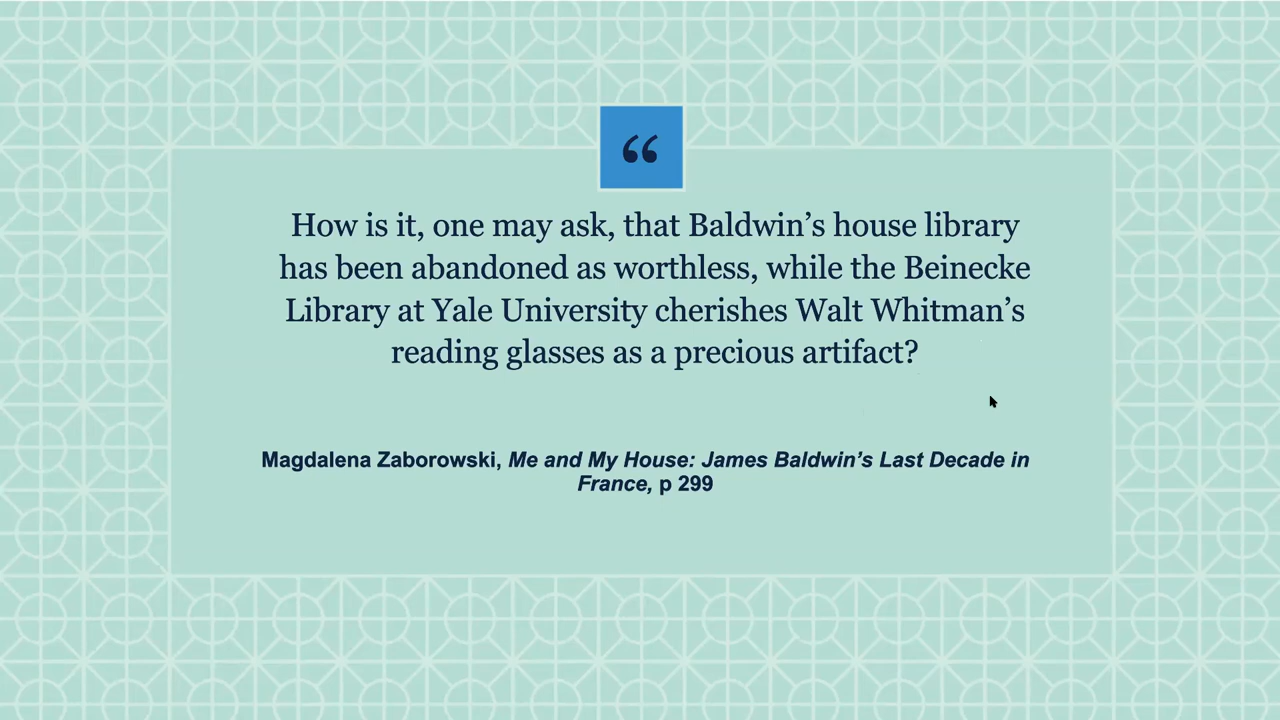 “
How is it, one may ask, that Baldwin’s house library
has been abandoned as worthless, while the Beinecke
Library at Yale University cherishes Walt Whitman’s
reading glasses as a precious artifact?
Magdalena Zaborowski, Me and My House: James Baldwin’s Last Decade in
France, p 299